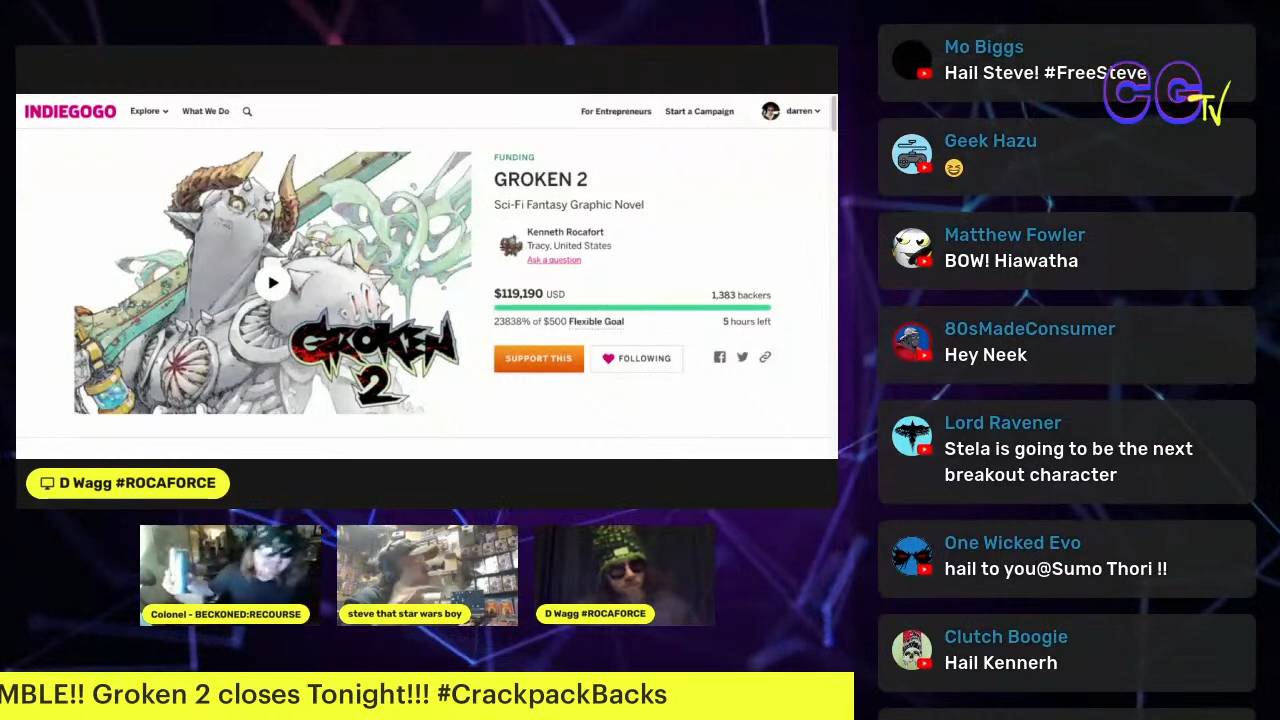 INDIEGOGO Explore What We Do For Entrepreneurs Start a Campaign darren
FUNDING
GROKEN 2
Sci-Fi Fantasy Graphic Novel
Kenneth Rocafort
Tracy, United States
Ask a question
$119,190 USD 1,383 backers
23838% of $500 Flexible Goal 5 hours left
SUPPORT THIS FOLLOWING
GROKEN
2
D Wagg #ROCAFORCE
Colonel - BECKONED:RECOURSE
steve that star wars boy
D Wagg #ROCAFORCE
MBLE!! Groken 2 closes Tonight!!! #CrackpackBacks
CGTV
Mo Biggs
Hail Steve! #FreeSteve
Geek Hazu
Matthew Fowler
BOW! Hiawatha
80sMadeConsumer
Hey Neek
Lord Ravener
Stela is going to be the next
breakout character
One Wicked Evo
hail to you@Sumo Thori !!
Clutch Boogie
Hail Kennerh